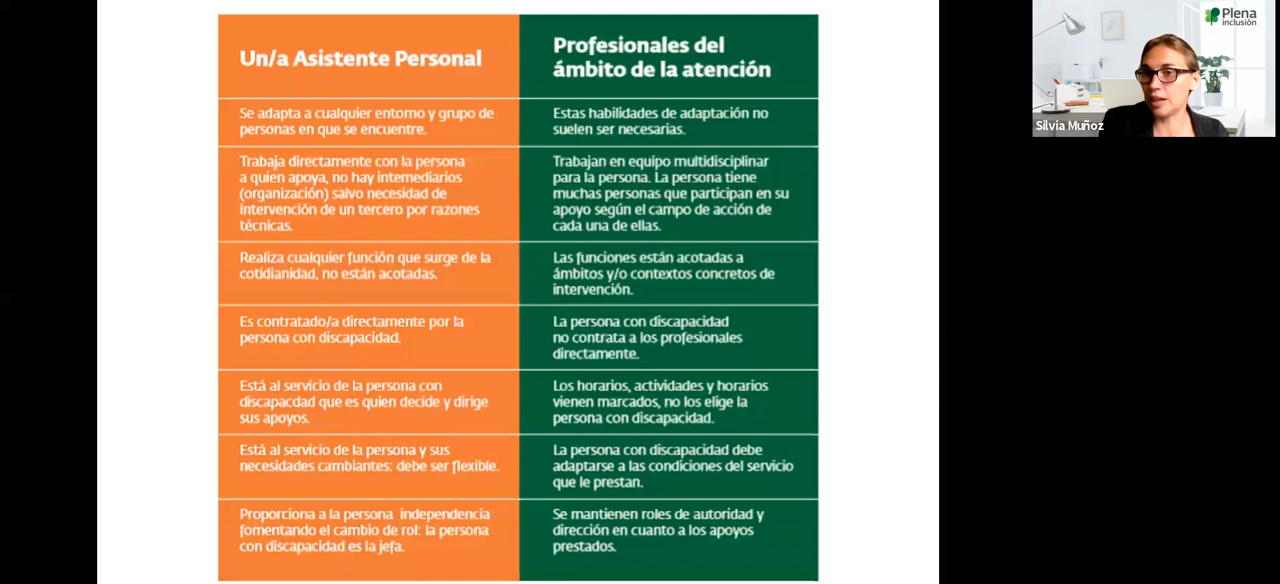 Un/a Asistente Personal
Profesionales del
ámbito de la atención
Se adapta a cualquier entorno y grupo de
personas en que se encuentre.
Estas habilidades de adaptación no
suelen ser necesarias.
Trabaja directamente con la persona
a quien apoya, no hay intemediarios
(organización) salvo necesidad de
intervención de un tercero por razones
técnicas.
Trabajan en equipo multidisciplinar
para la persona. La persona tiene
muchas personas que participan en su
apoyo según el campo de acción de
cada una de ellas.
Realiza cualquier función que surge de la
cotidianidad, no están acotadas.
Las funciones están acotadas a
ámbitos y/o contextos concretos de
intervención.
Es contratado/a directamente por la
persona con discapacidad.
La persona con discapacidad
no contrata a los profesionales
directamente.
Está al servicio de la persona con
discapacdad que es quien decide y dirige
sus apoyos.
Los horarios, actividades y horarios
vienen marcados, no los elige la
persona con discapacidad.
Está al servicio de la persona y sus
necesidades cambiantes: debe ser flexible.
La persona con discapacidad debe
adaptarse a las condiciones del servicio
que le prestan.
Proporciona a la persona independencia
fomentando el cambio de rol: la persona
con discapacidad es la jefa.
Se mantienen roles de autoridad y
dirección en cuanto a los apoyos
prestados.
Plena
inclusión
Silvia Muñoz